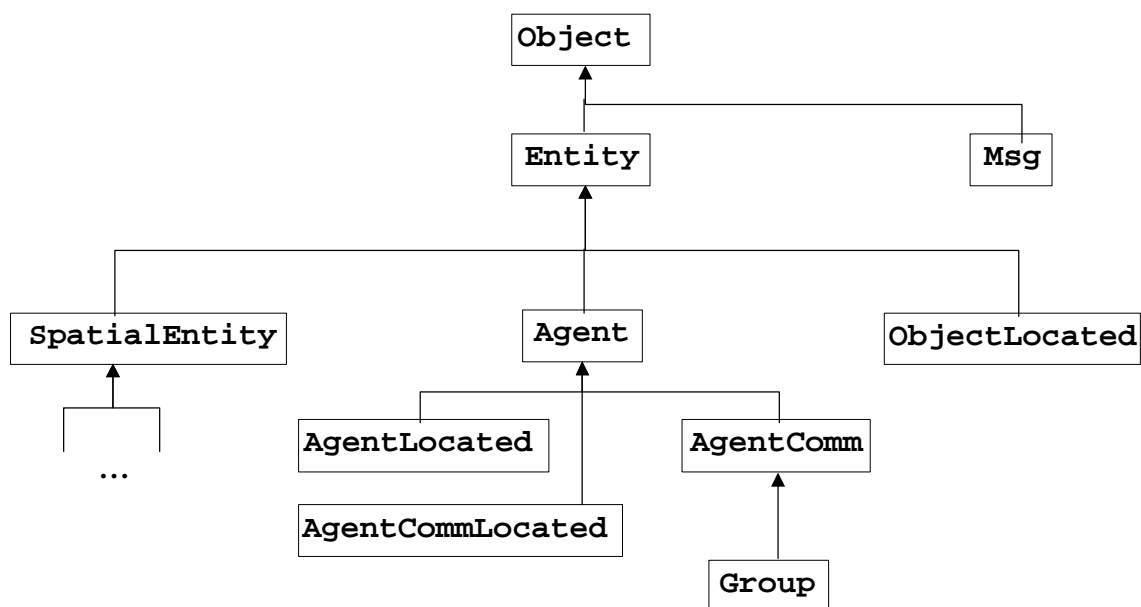 Object
Entity
Msg
SpatialEntity
Agent
ObjectLocated
AgentLocated
AgentComm
...
AgentCommLocated
Group